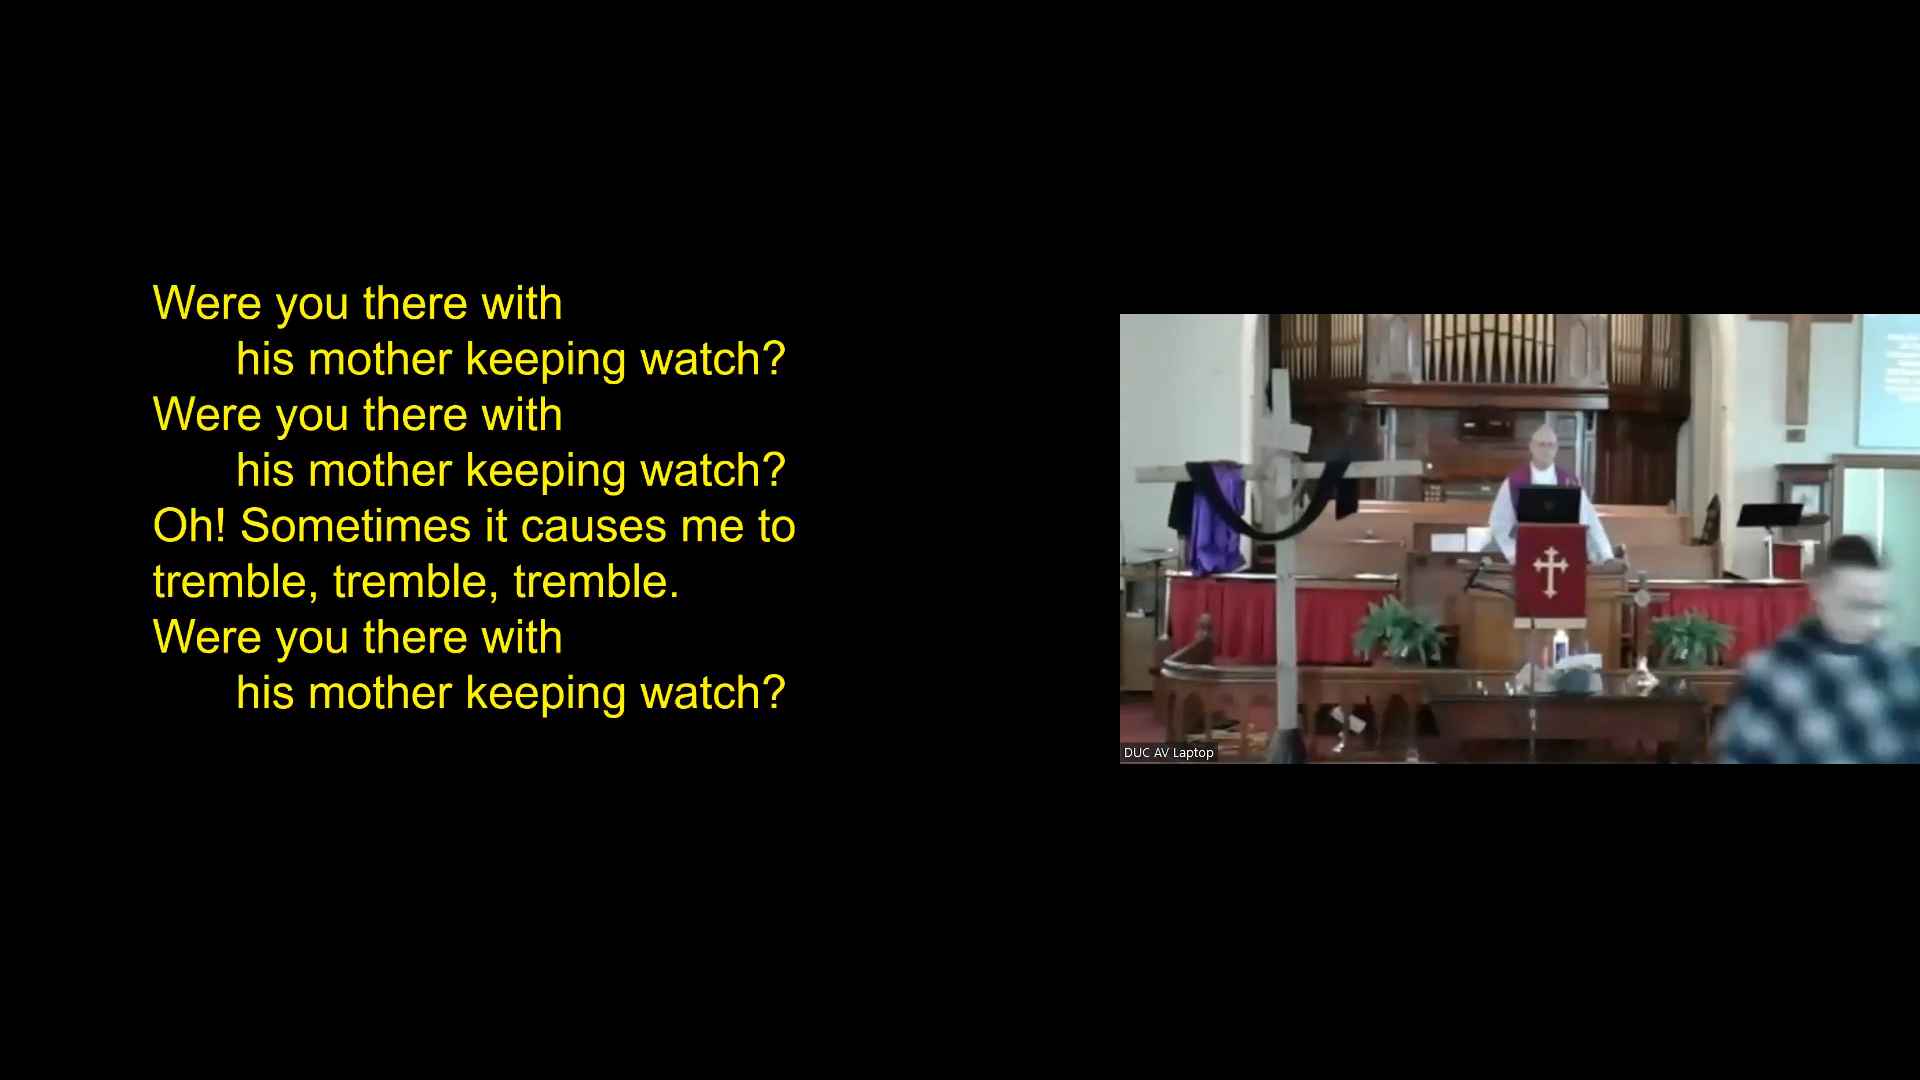 Were you there with
his mother keeping watch?
Were you there with
his mother keeping watch?
Oh! Sometimes it causes me to
tremble, tremble, tremble.
Were you there with
his mother keeping watch?
DUC AV Laptop